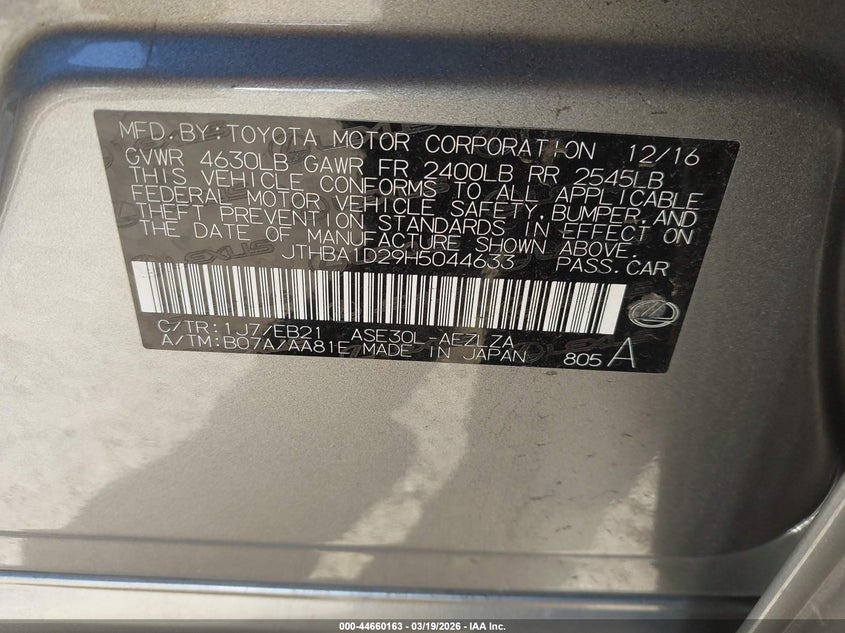 MFD.BY:TOYOTA MOTOR CORPORATION 12/16
GVWR 4630LB GAWR FR 2400LB RR 2545LB
THIS VEHICLE CONFORMS TO ALL APPLICABLE
FEDERAL MOTOR VEHICLE SAFETY,BUMPER,AND
THEFT PREVENTION STANDARDS IN EFFECT ON
THE DATE OF MANUFACTURE SHOWN ABOVE.
JTHBA1D29H5044633 PASS.CAR
C/TR:1J7/EB21 ASE30L-AEZLZA
A/TM:B07A/AA81E MADE IN JAPAN 805 A
000-44660163 - 03/19/2026 - IAA Inc.